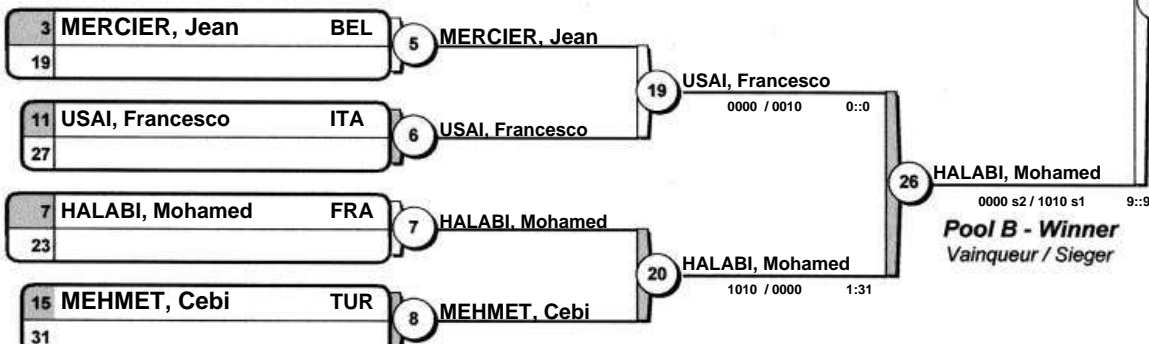 3 MERCIER, Jean BEL
19
5
MERCIER, Jean
11 USAI, Francesco ITA
27
6
USAI, Francesco
19
USAI, Francesco
0000 / 0010 0::0
7 HALABI, Mohamed FRA
23
7
HALABI, Mohamed
15 MEHMET, Cebi TUR
31
8
MEHMET, Cebi
20
HALABI, Mohamed
1010 / 0000 1:31
26
HALABI, Mohamed
0000 s2 / 1010 s1 9::9
Pool B - Winner
Vainqueur / Sieger